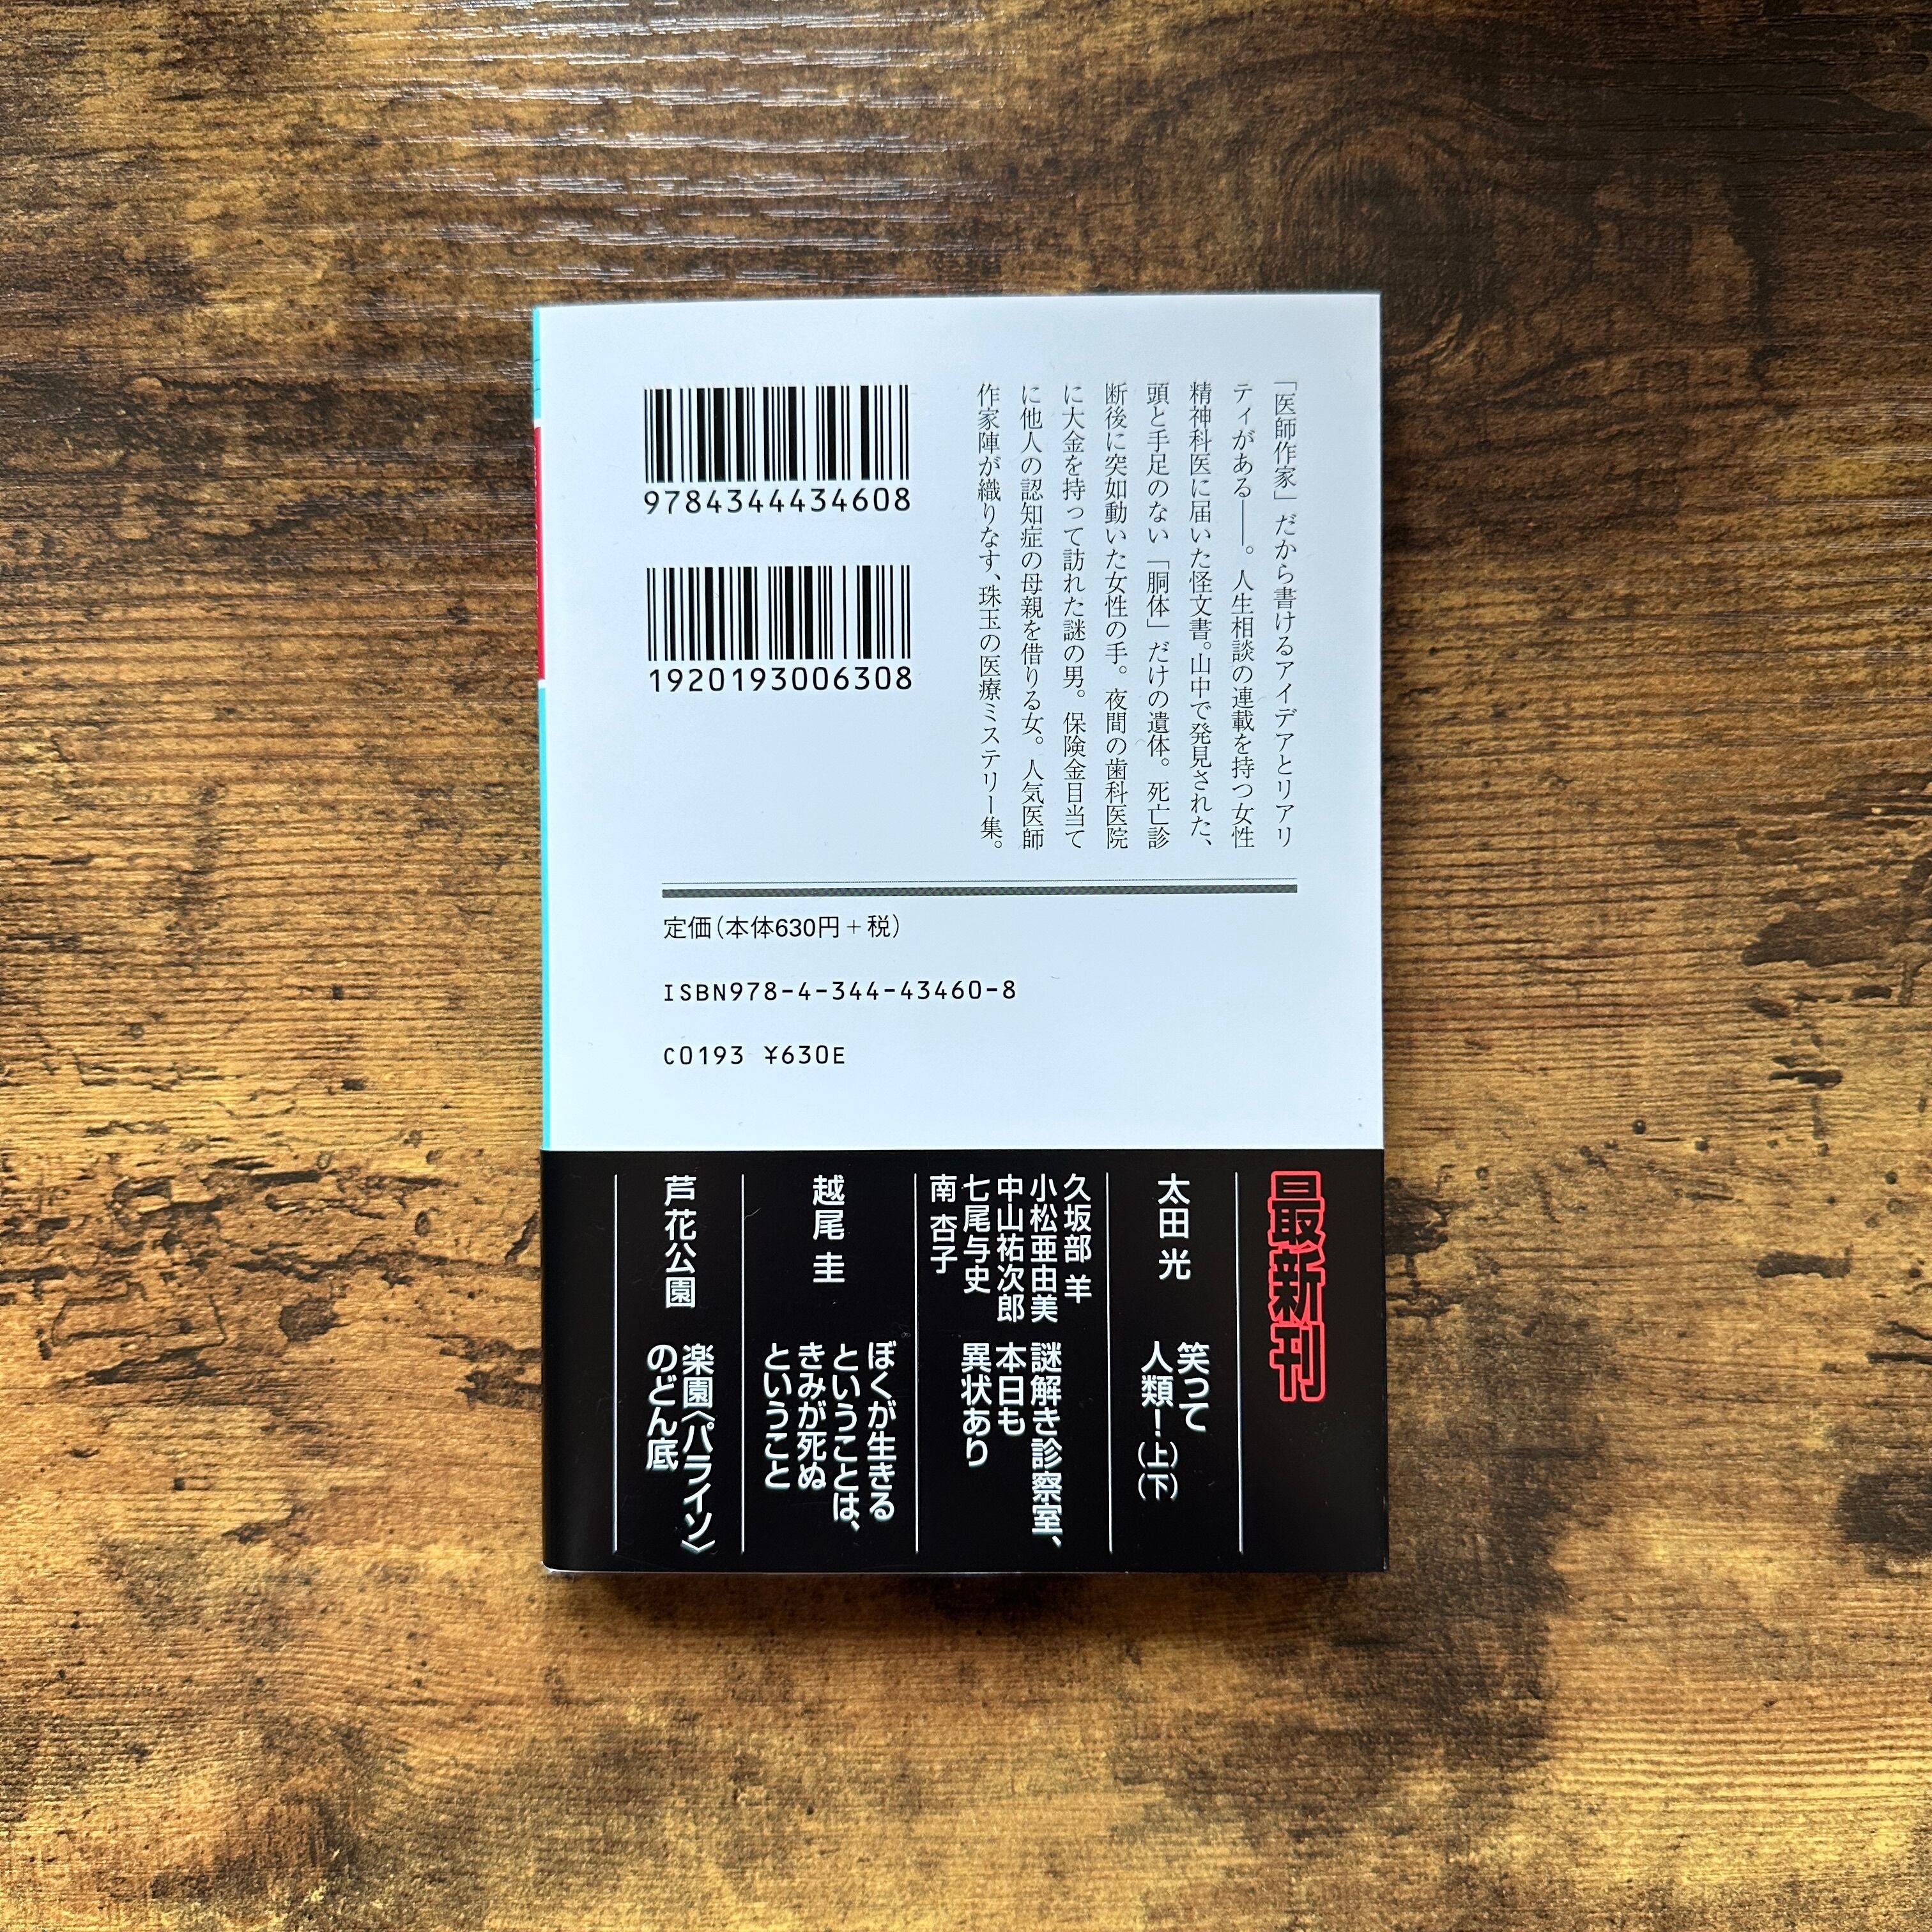 「医師作家」だから書けるアイデアとリアリ
ティがある――。人生相談の連載を持つ女性
精神科医に届いた怪文書。山中で発見された、
頭と手足のない「胴体」だけの遺体。死亡診
断後に突如動いた女性の手。夜間の歯科医院
に大金を持って訪れた謎の男。保険金目当て
に他人の認知症の母親を借りる女。人気医師
作家陣が織りなす、珠玉の医療ミステリー集。
9784344434608
1920193006308
定価(本体630円+税)
ISBN978-4-344-43460-8
C0193 ¥630E
最新刊
太田 光
笑って
人類!(上)(下)
久坂部 羊
小松亜由美
中山祐次郎
七尾与史
南 杏子
謎解き診察室、
本日も
異状あり
越尾 圭
ぼくが生きる
ということは、
きみが死ぬ
ということ
芦花公園
楽園〈パライソ〉
のどん底